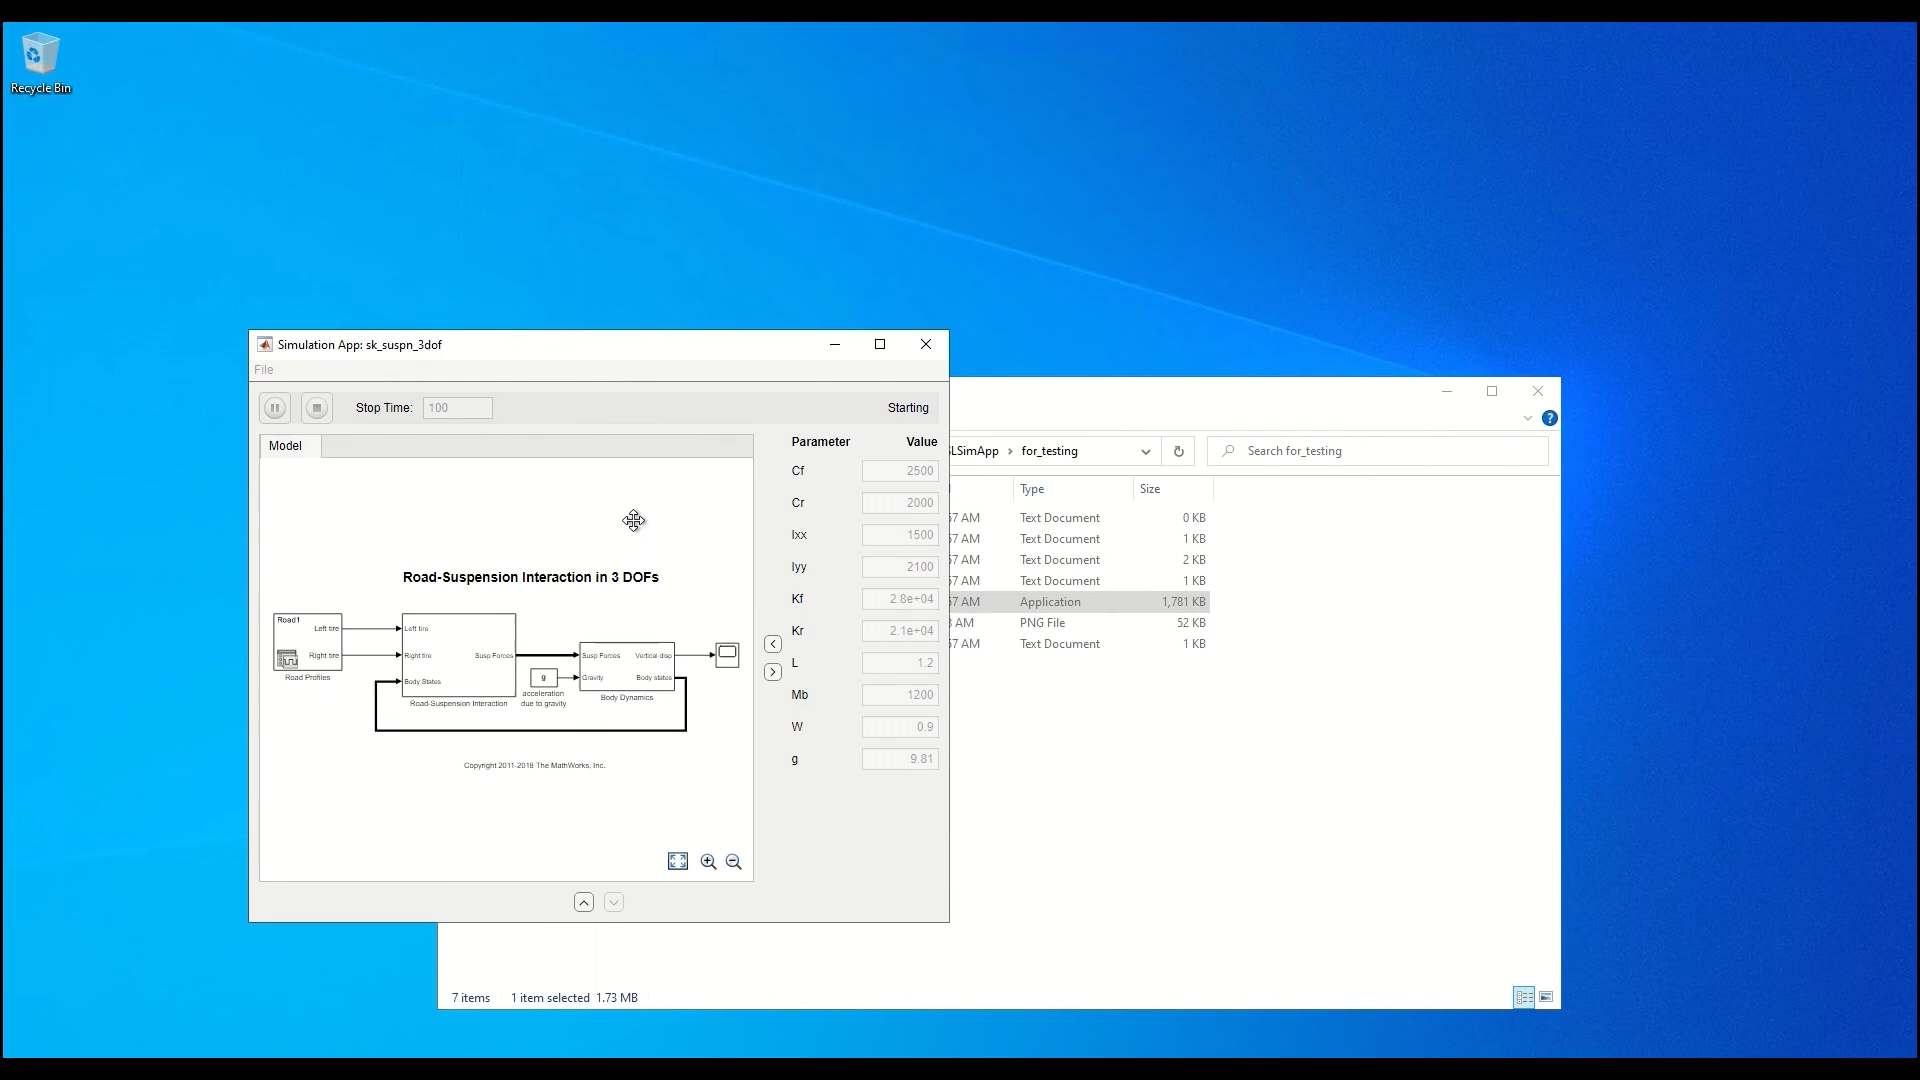 Recycle Bin
Simulation App: sk_suspn_3dof
File
Stop Time: 100
Starting
Model
Parameter Value
Cf 2500
Cr 2000
Ixx 1500
Iyy 2100
Kf 2.8e+04
Kr 2.1e+04
L 1.2
Mb 1200
W 0.9
g 9.81
Road-Suspension Interaction in 3 DOFs
Road1
Left tire
Right tire
Road Profiles
Left tire
Right tire
Susp Forces
Body States
Road-Suspension Interaction
g
acceleration
due to gravity
Susp Forces
Vertical disp
Gravity
Body states
Body Dynamics
Copyright 2011-2018 The MathWorks, Inc.
LSimApp > for_testing
Search for_testing
Type Size
7 AM Text Document 0 KB
7 AM Text Document 1 KB
7 AM Text Document 2 KB
7 AM Text Document 1 KB
7 AM Application 1,781 KB
AM PNG File 52 KB
7 AM Text Document 1 KB
7 items 1 item selected 1.73 MB